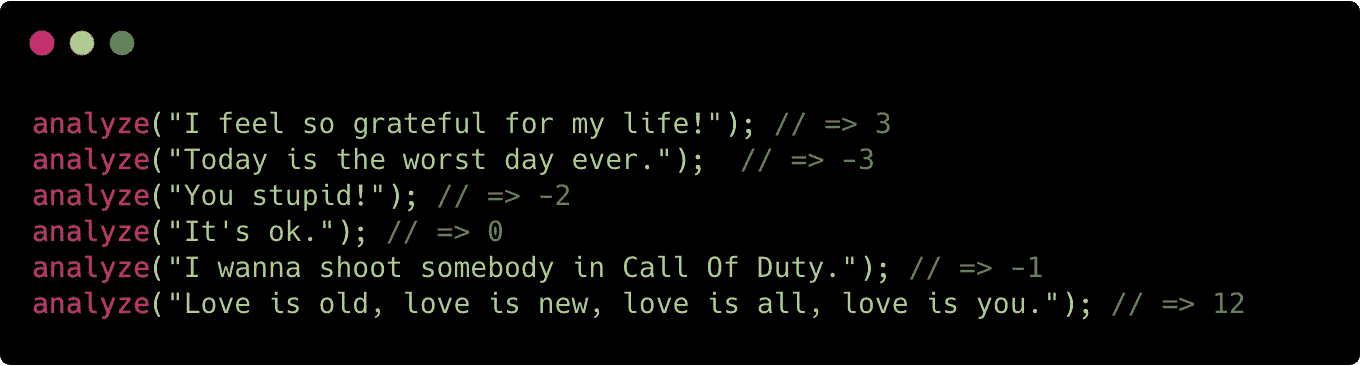 analyze("I feel so grateful for my life!"); // => 3
analyze("Today is the worst day ever.");  // => -3
analyze("You stupid!"); // => -2
analyze("It's ok."); // => 0
analyze("I wanna shoot somebody in Call Of Duty."); // => -1
analyze("Love is old, love is new, love is all, love is you."); // => 12